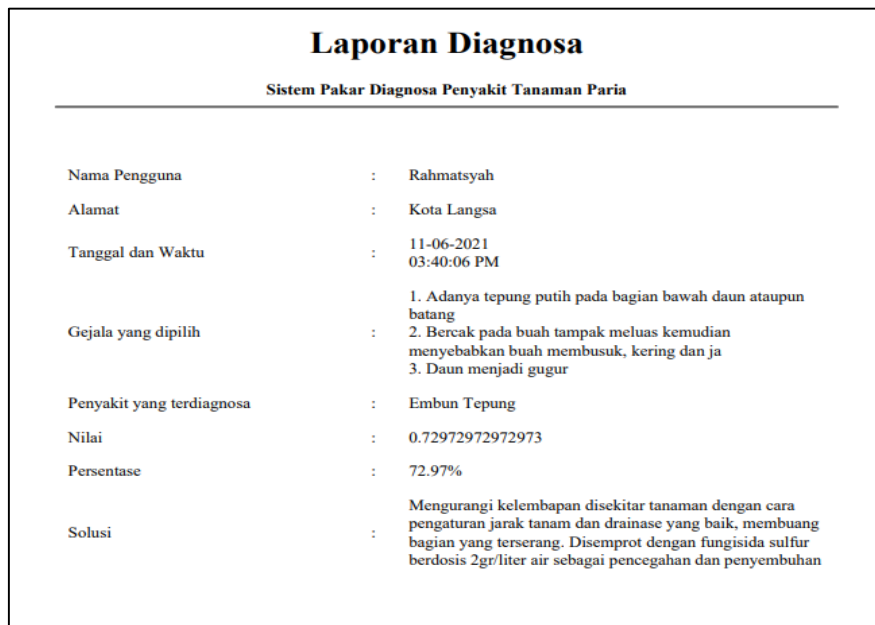 Laporan Diagnosa
Sistem Pakar Diagnosa Penyakit Tanaman Paria
Nama Pengguna : Rahmatsyah
Alamat : Kota Langsa
Tanggal dan Waktu : 11-06-2021
03:40:06 PM
Gejala yang dipilih : 1. Adanya tepung putih pada bagian bawah daun ataupun
batang
2. Bercak pada buah tampak meluas kemudian
menyebabkan buah membusuk, kering dan ja
3. Daun menjadi gugur
Penyakit yang terdiagnosa : Embun Tepung
Nilai : 0.72972972972973
Persentase : 72.97%
Solusi : Mengurangi kelembapan disekitar tanaman dengan cara
pengaturan jarak tanam dan drainase yang baik, membuang
bagian yang terserang. Disemprot dengan fungisida sulfur
berdosis 2gr/liter air sebagai pencegahan dan penyembuhan